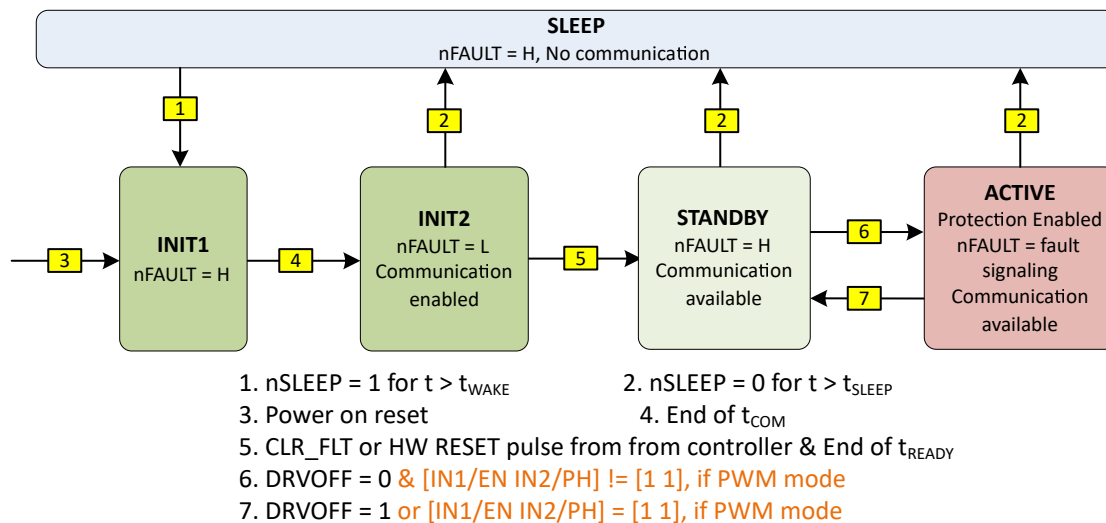 SLEEP
nFAULT = H, No communication
1
2
2
2
INIT1
nFAULT = H
INIT2
nFAULT = L
Communication
enabled
STANDBY
nFAULT = H
Communication
available
ACTIVE
Protection Enabled
nFAULT = fault
signaling
Communication
available
3
4
5
6
7
1. nSLEEP = 1 for t > tWAKE
2. nSLEEP = 0 for t > tSLEEP
3. Power on reset
4. End of tCOM
5. CLR_FLT or HW RESET pulse from from controller & End of tREADY
6. DRVOFF = 0 & [IN1/EN IN2/PH] != [1 1], if PWM mode
7. DRVOFF = 1 or [IN1/EN IN2/PH] = [1 1], if PWM mode